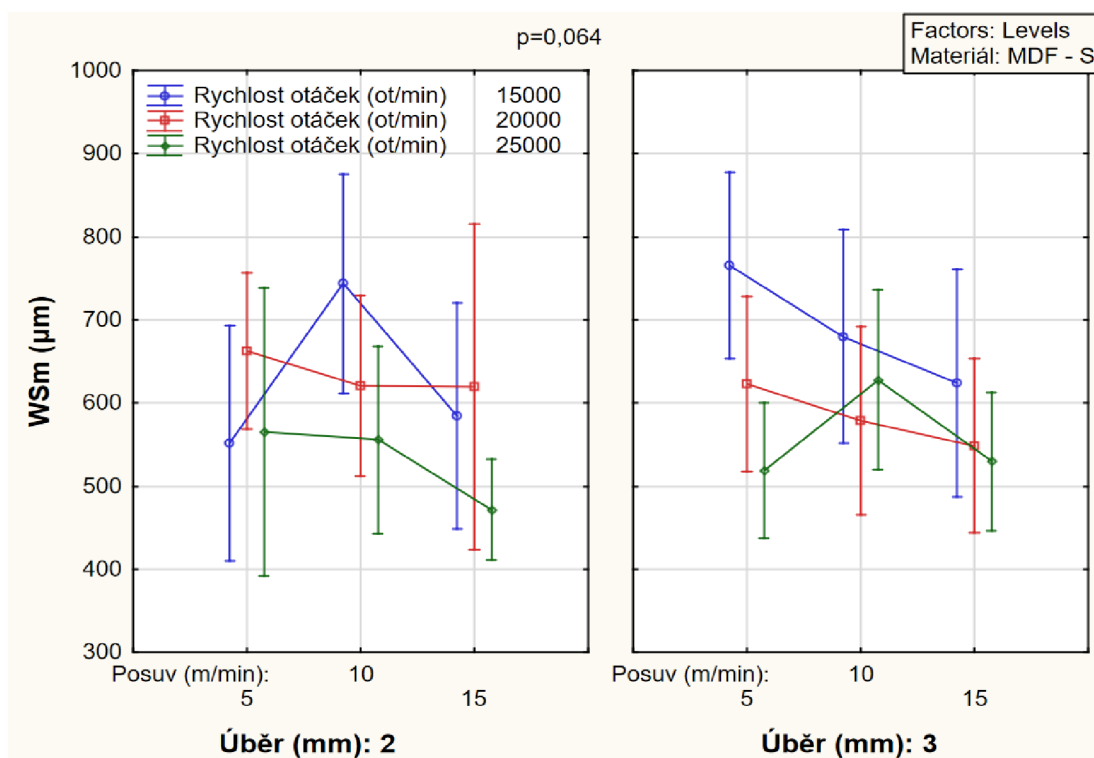 p=0,064
Factors: Levels
Materiál: MDF - S
Rychlost otáček (ot/min) 15000
Rychlost otáček (ot/min) 20000
Rychlost otáček (ot/min) 25000
WSm (µm)
1000
900
800
700
600
500
400
300
Posuv (m/min): 10 10
5 15 5 15
Úběr (mm): 2 Úběr (mm): 3